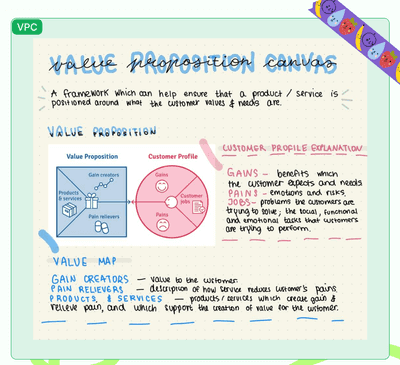 VPC
VALUE PROPOSITION CANVAS
value proposition canvas
A framework which can help ensure that a product / service is
positioned around what the customer values & needs are.
VALUE PROPOSITION
Value Proposition
Customer Profile
Gain creators
Products
& services
Pain relievers
Gains
Customer
Jobs
Pains
CUSTOMER PROFILE EXPLANATION
GAINS - benefits which
the customer expects and needs
PAINS - emotions and risks,
JOBS - problems the customers are
trying to solve, the social, functional
and emotional tasks that customers
are trying to perform.
VALUE MAP
GAIN CREATORS - value to the customer.
PAIN RELIEVERS - description of how service reduces customer's pains.
PRODUCTS, & SERVICES - products / services which create gain &
relieve pain, and which support the creation of value for the customer.